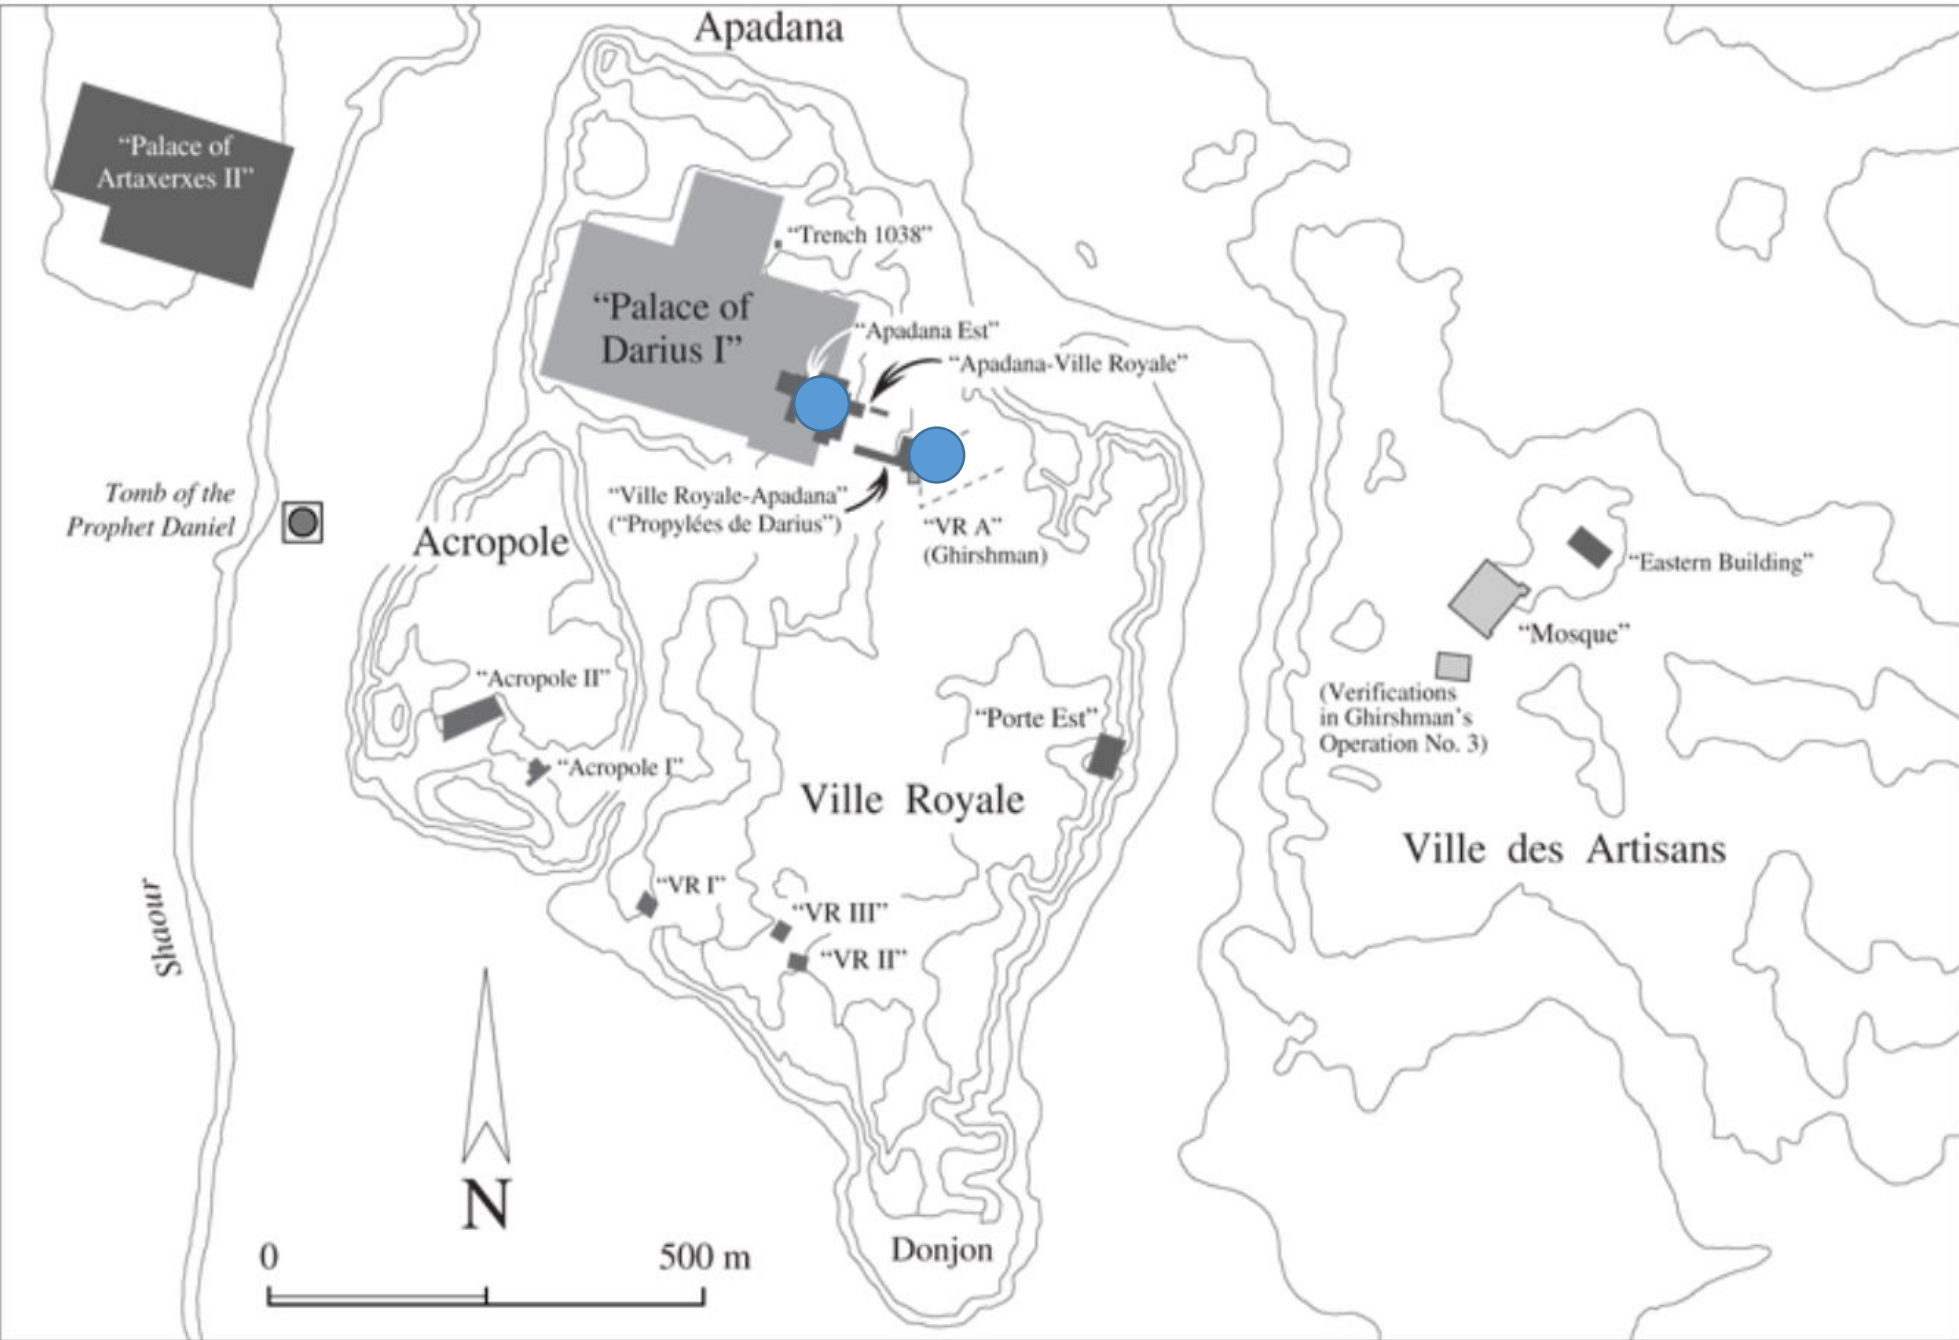 Apadana
“Palace of
Artaxerxes II”
“Trench 1038”
“Palace of
Darius I”
“Apadana Est”
“Apadana-Ville Royale”
Tomb of the
Prophet Daniel
“Ville Royale-Apadana”
(“Propylées de Darius”)
“VR A”
(Ghirshman)
Acropole
“Eastern Building”
“Mosque”
“Acropole II”
“Acropole I”
“Porte Est”
(Verifications
in Ghirshman’s
Operation No. 3)
Ville Royale
Ville des Artisans
“VR I”
“VR III”
“VR II”
Shaour
N
0 500 m
Donjon